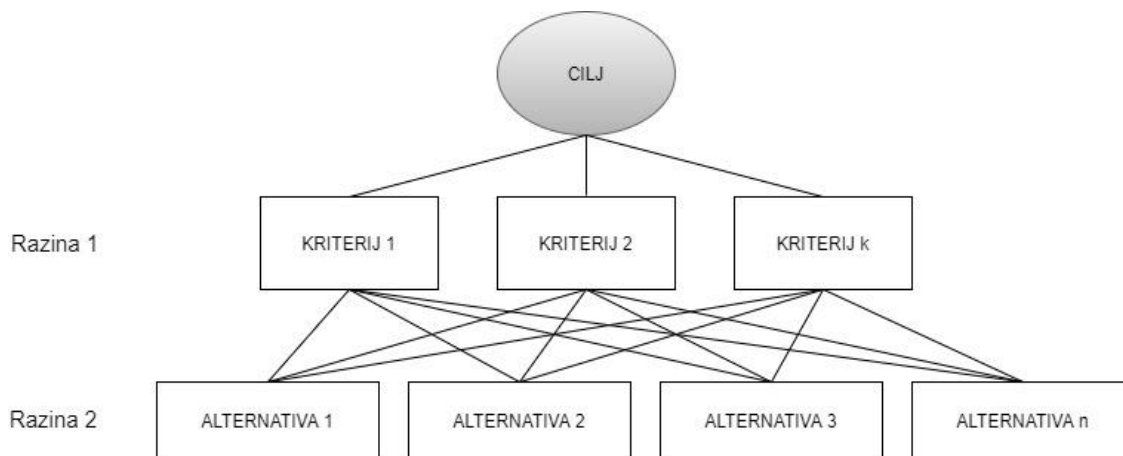 CILJ
Razina 1
KRITERIJ 1
KRITERIJ 2
KRITERIJ k
Razina 2
ALTERNATIVA 1
ALTERNATIVA 2
ALTERNATIVA 3
ALTERNATIVA n